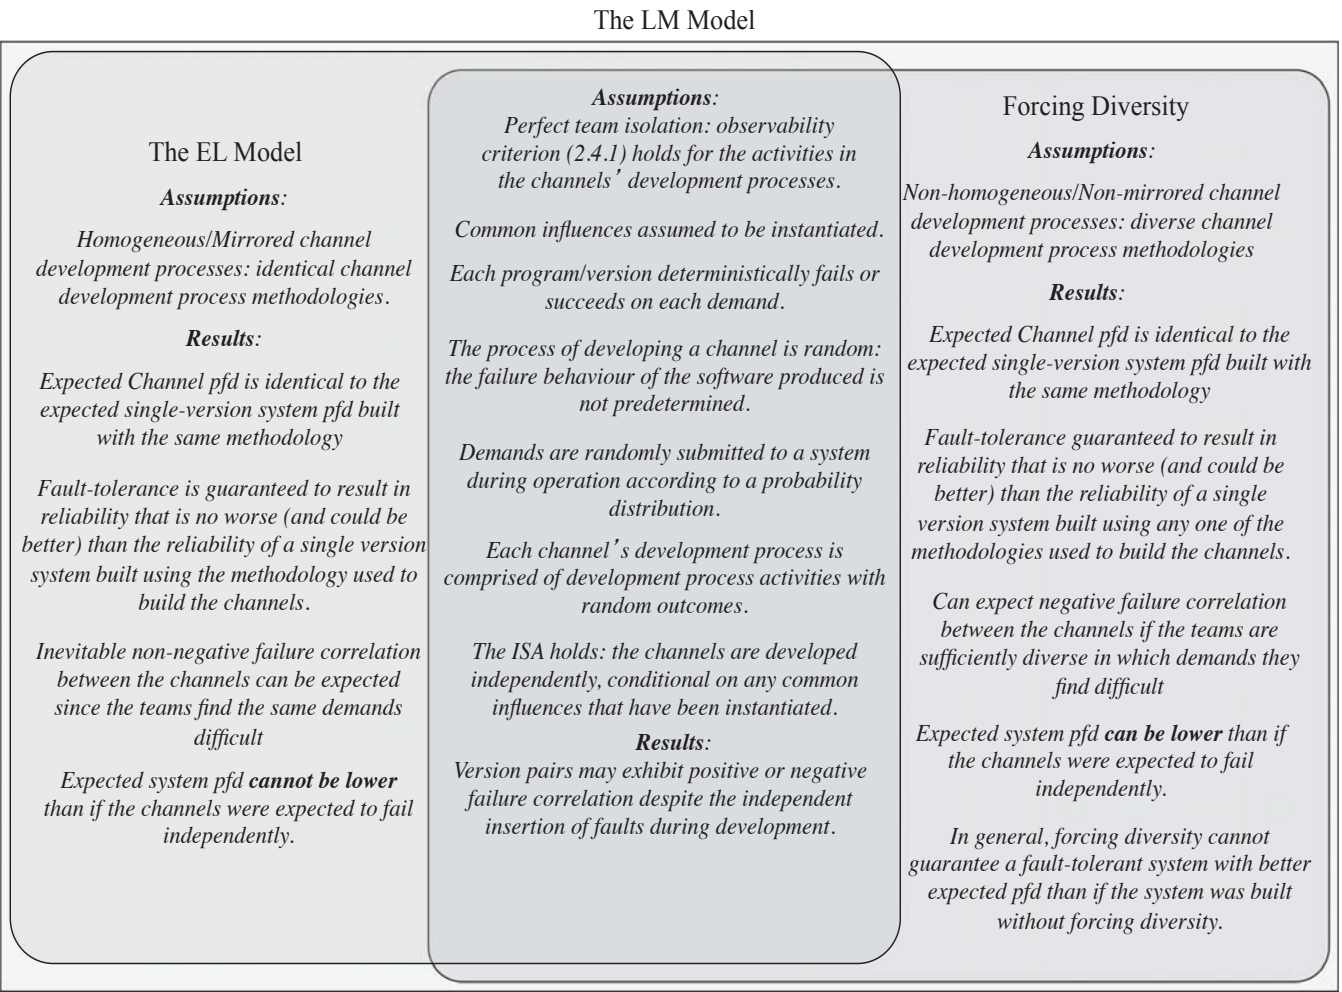 The LM Model
The EL Model
Assumptions:
Homogeneous/Mirrored channel
development processes: identical channel
development process methodologies.
Results:
Expected Channel pfd is identical to the
expected single-version system pfd built
with the same methodology
Fault-tolerance is guaranteed to result in
reliability that is no worse (and could be
better) than the reliability of a single version
system built using the methodology used to
build the channels.
Inevitable non-negative failure correlation
between the channels can be expected
since the teams find the same demands
difficult
Expected system pfd cannot be lower
than if the channels were expected to fail
independently.
Assumptions:
Perfect team isolation: observability
criterion (2.4.1) holds for the activities in
the channels’ development processes.
Common influences assumed to be instantiated.
Each program/version deterministically fails or
succeeds on each demand.
The process of developing a channel is random:
the failure behaviour of the software produced is
not predetermined.
Demands are randomly submitted to a system
during operation according to a probability
distribution.
Each channel’s development process is
comprised of development process activities with
random outcomes.
The ISA holds: the channels are developed
independently, conditional on any common
influences that have been instantiated.
Results:
Version pairs may exhibit positive or negative
failure correlation despite the independent
insertion of faults during development.
Forcing Diversity
Assumptions:
Non-homogeneous/Non-mirrored channel
development processes: diverse channel
development process methodologies
Results:
Expected Channel pfd is identical to the
expected single-version system pfd built with
the same methodology
Fault-tolerance guaranteed to result in
reliability that is no worse (and could be
better) than the reliability of a single
version system built using any one of the
methodologies used to build the channels.
Can expect negative failure correlation
between the channels if the teams are
sufficiently diverse in which demands they
find difficult
Expected system pfd can be lower than if
the channels were expected to fail
independently.
In general, forcing diversity cannot
guarantee a fault-tolerant system with better
expected pfd than if the system was built
without forcing diversity.